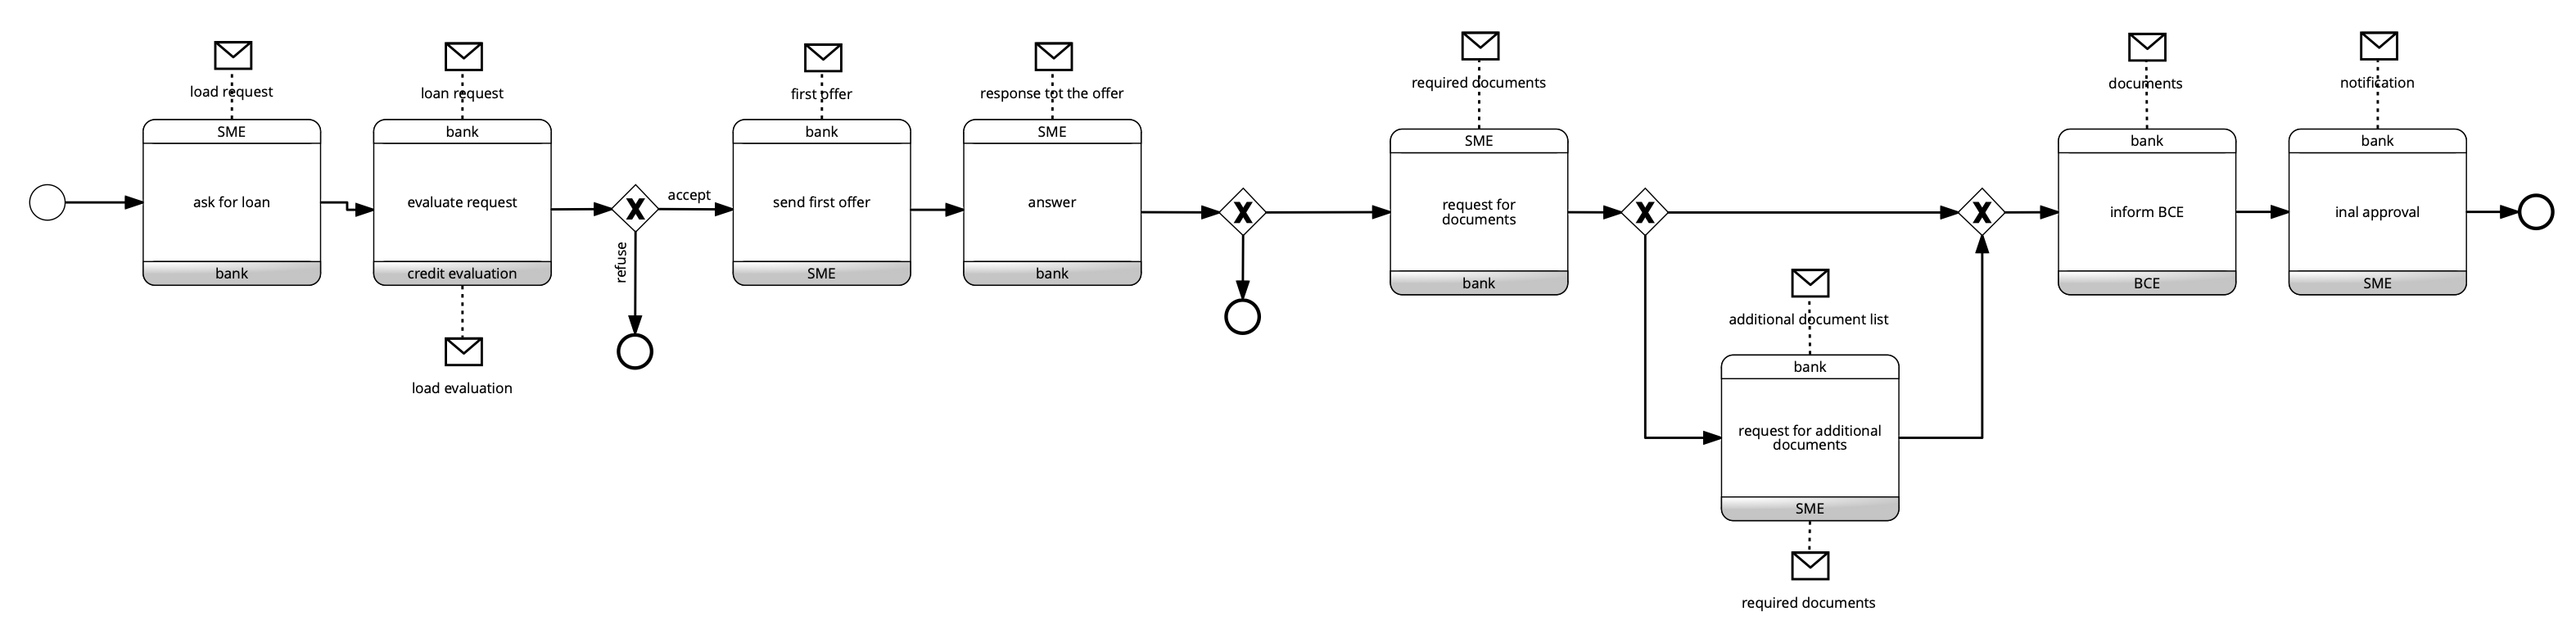 load request
SME
ask for loan
bank
loan request
bank
evaluate request
credit evaluation
load evaluation
accept
refuse
first offer
bank
send first offer
SME
response tot the offer
SME
answer
bank
required documents
SME
request for
documents
bank
additional document list
bank
request for additional
documents
SME
required documents
documents
bank
inform BCE
BCE
notification
bank
inal approval
SME